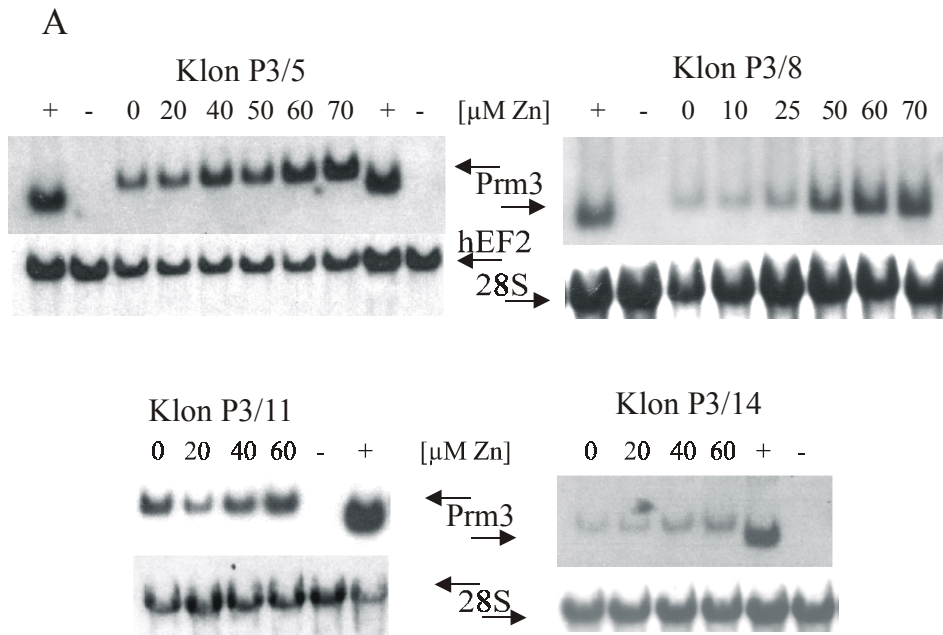 A
Klon P3/5
+ - 0 20 40 50 60 70 + -
[µM Zn]
Klon P3/8
+ - 0 10 25 50 60 70
Prm3
hEF2
28S
Klon P3/11
0 20 40 60 - +
[µM Zn]
Klon P3/14
0 20 40 60 + -
Prm3
28S